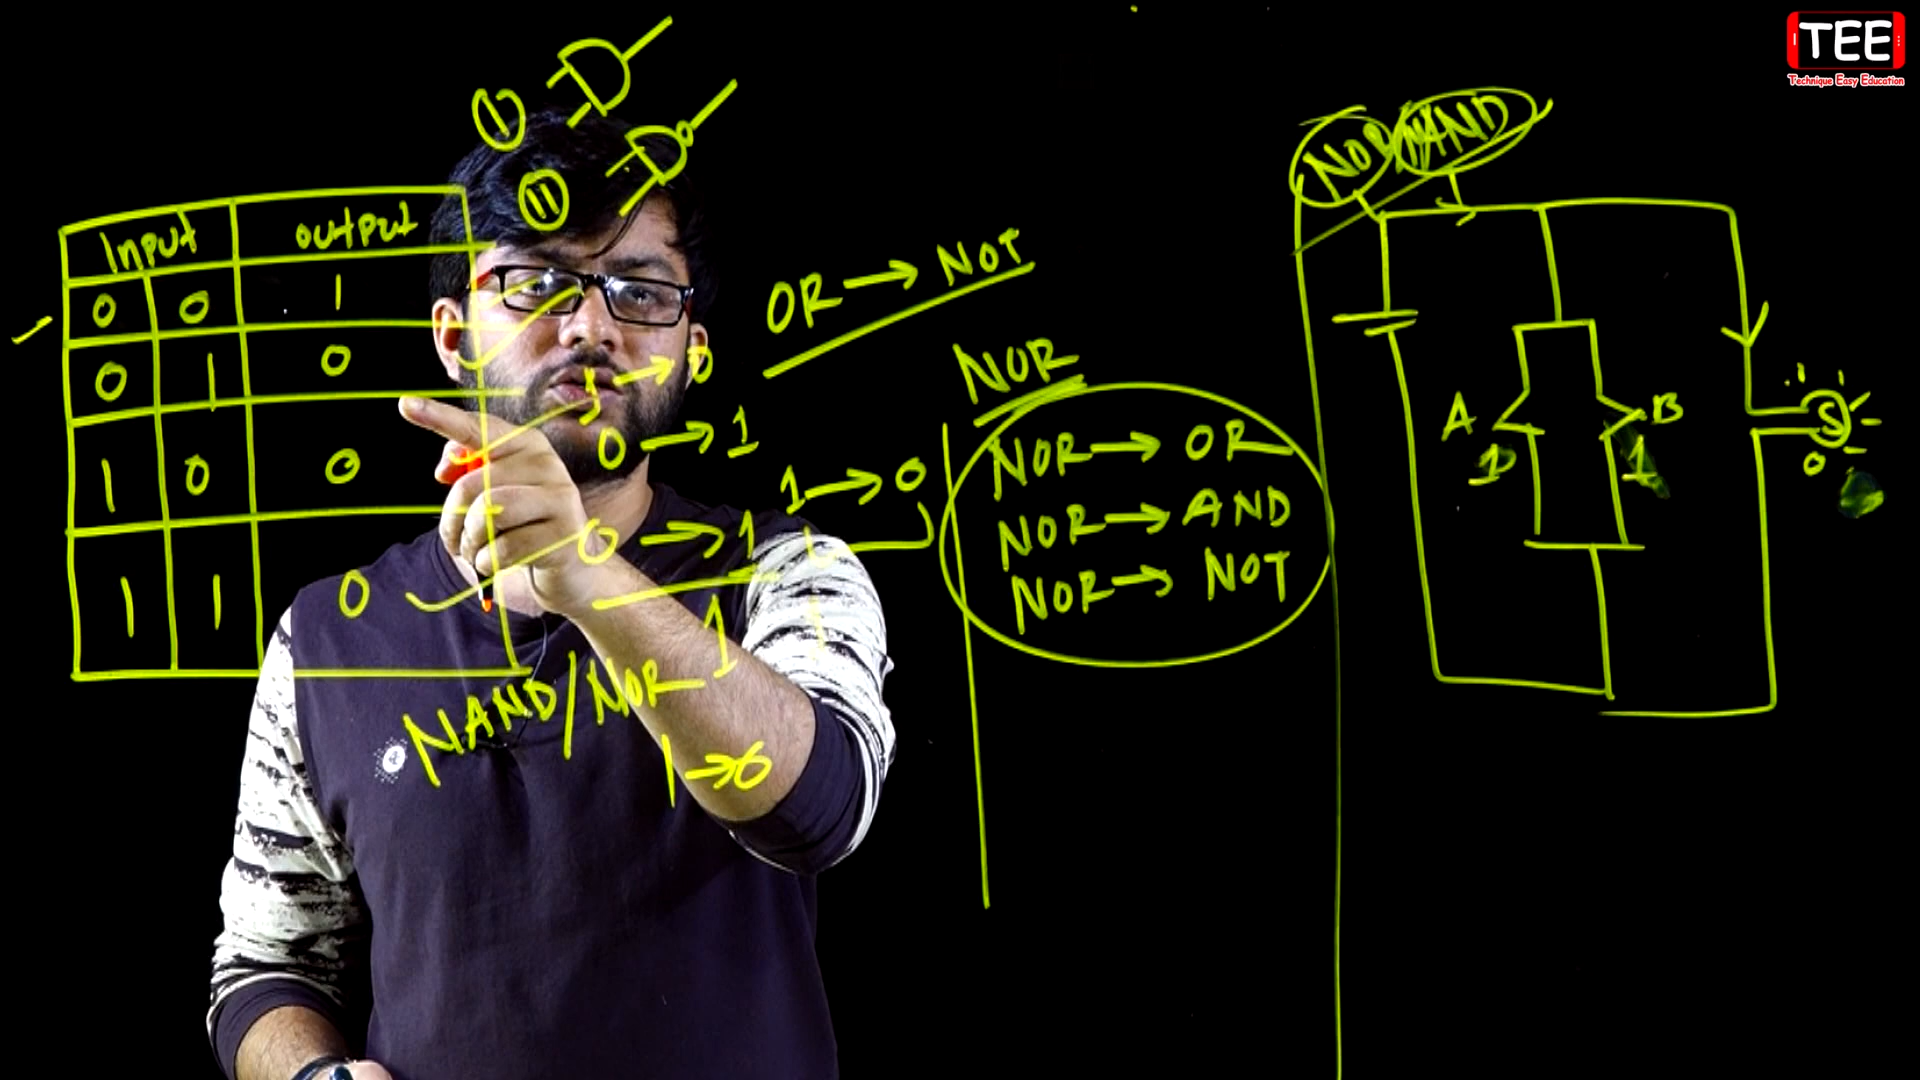 TEE
Technique Easy Education
I
II
Input output
0 0 1
0 1 0
1 0 0
1 1 0
OR → NOT
1 → 0
0 → 1
1 → 0
0 → 1
1
NAND/NOR
1 → 0
NOR
NOR → OR
NOR → AND
NOR → NOT
NOR NAND
A B
1 1
S
0